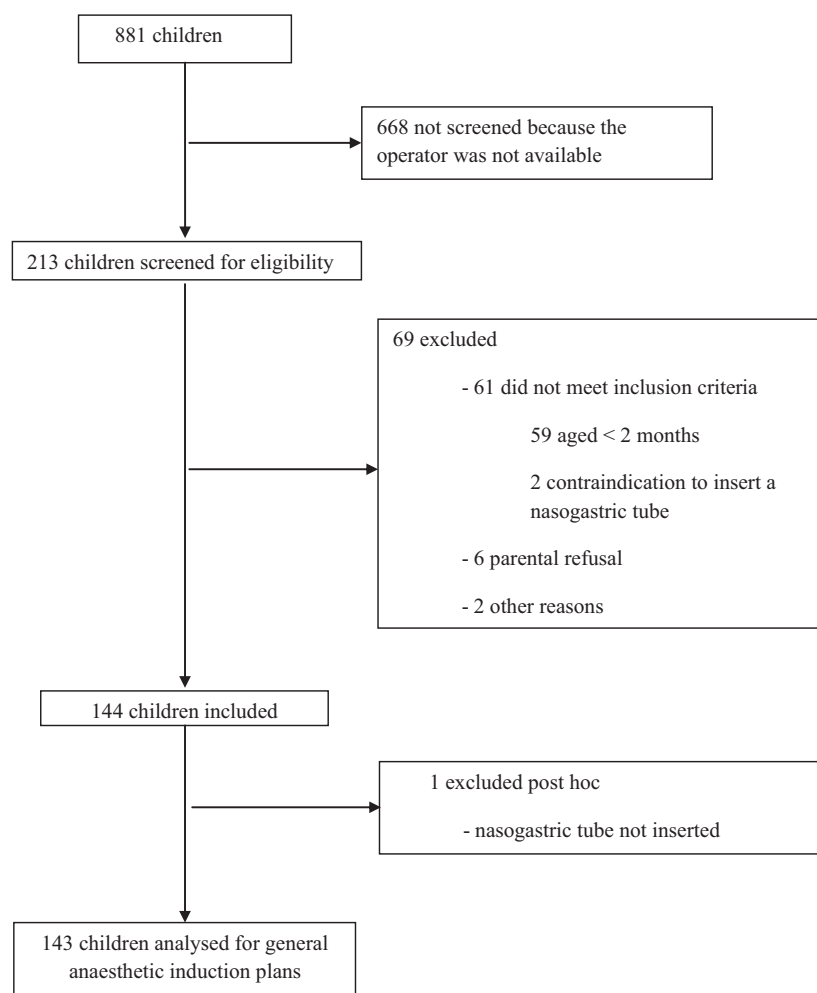 881 children
668 not screened because the
operator was not available
213 children screened for eligibility
69 excluded
- 61 did not meet inclusion criteria
59 aged < 2 months
2 contraindication to insert a
nasogastric tube
- 6 parental refusal
- 2 other reasons
144 children included
1 excluded post hoc
- nasogastric tube not inserted
143 children analysed for general
anaesthetic induction plans